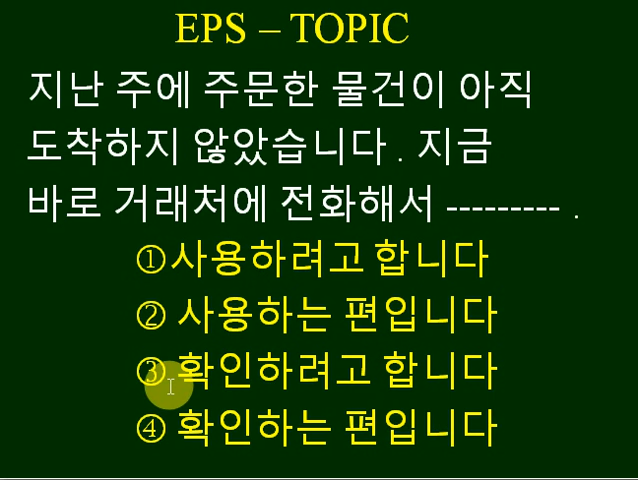 EPS – TOPIC
지난 주에 주문한 물건이 아직
도착하지 않았습니다 . 지금
바로 거래처에 전화해서 --------- .
①사용하려고 합니다
② 사용하는 편입니다
③ 확인하려고 합니다
④ 확인하는 편입니다